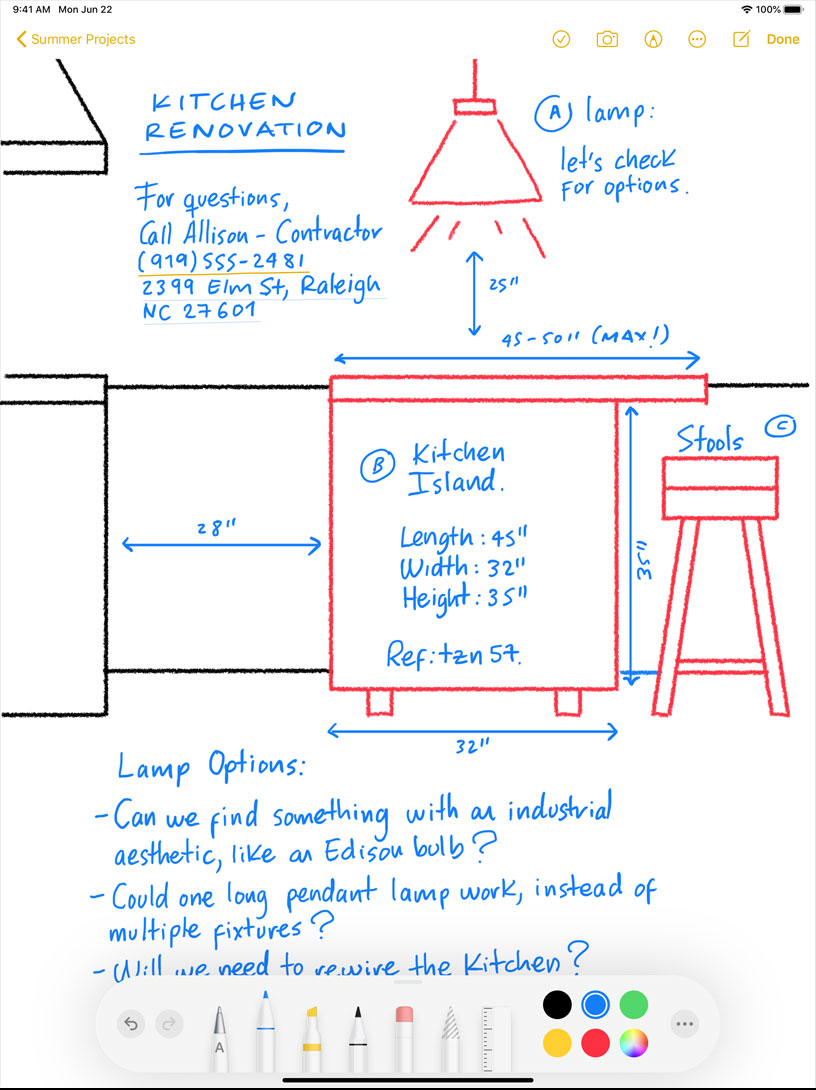 9:41 AM Mon Jun 22
100%
Summer Projects
Done
KITCHEN
RENOVATION
For questions,
Call Allison - Contractor
(919) 555-2481
2399 Elm St, Raleigh
NC 27601
A lamp:
let's check
for options.
25"
45-50" (MAX!)
B Kitchen
Island.
Length: 45"
Width: 32"
Height: 35"
Ref: tzn 57.
28"
35"
Stools C
32"
Lamp Options:
- Can we find something with an industrial
aesthetic, like an Edison bulb?
- Could one long pendant lamp work, instead of
multiple fixtures?
- Will we need to rewire the Kitchen?
A